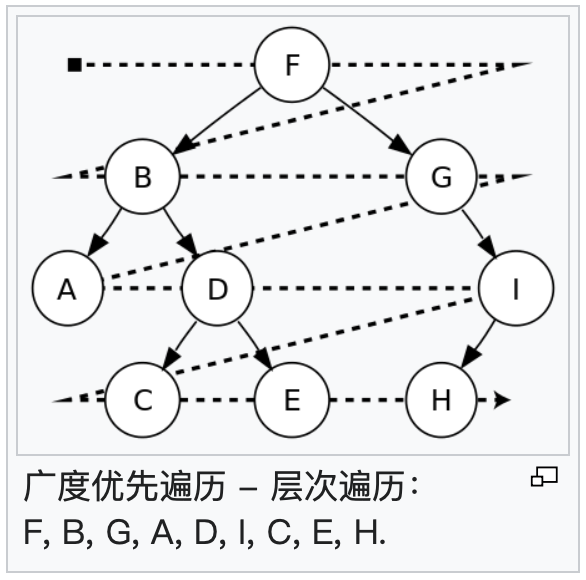 F
B G
A D I
C E H
广度优先遍历 – 层次遍历：
F, B, G, A, D, I, C, E, H.